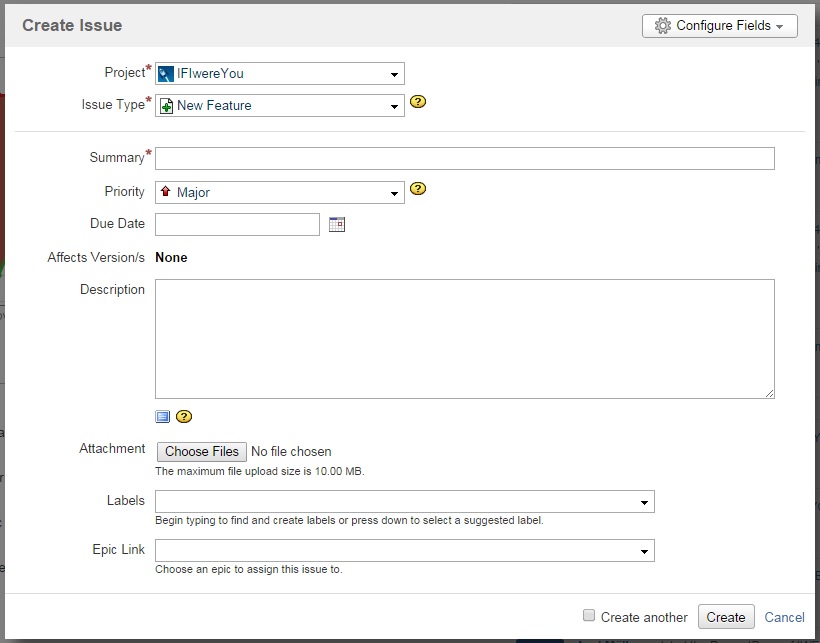 Create Issue
Configure Fields
Project*
IFIwereYou
Issue Type*
New Feature
?
Summary*
Priority
Major
?
Due Date
Affects Version/s
None
Description
?
Attachment
Choose Files
No file chosen
The maximum file upload size is 10.00 MB.
Labels
Begin typing to find and create labels or press down to select a suggested label.
Epic Link
Choose an epic to assign this issue to.
Create another
Create
Cancel